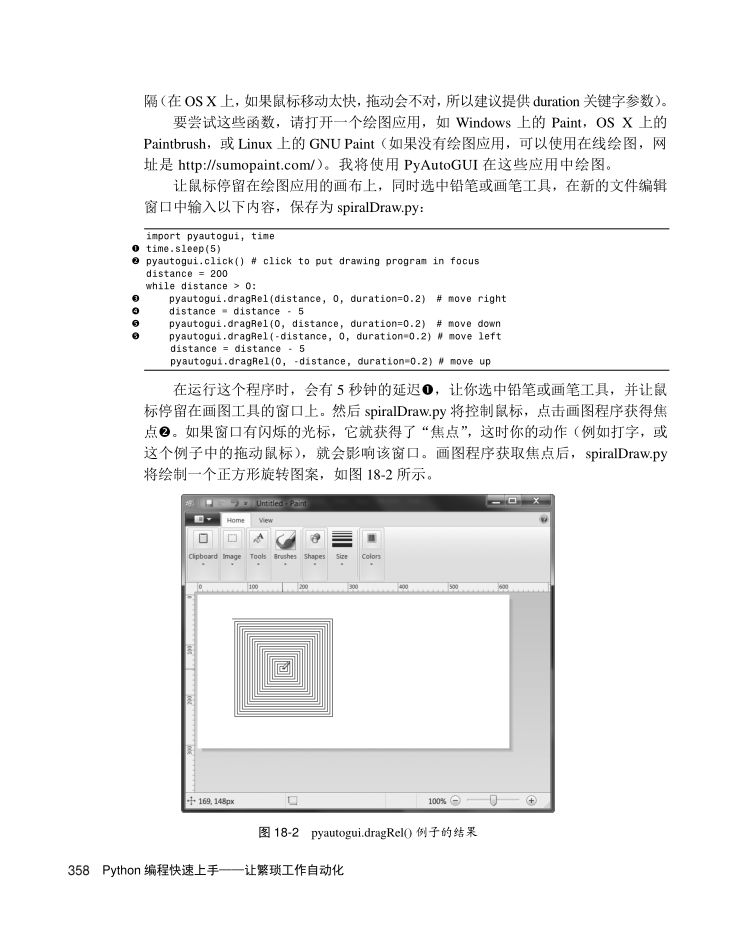 隔（在 OS X 上，如果鼠标移动太快，拖动会不对，所以建议提供 duration 关键字参数）。
要尝试这些函数，请打开一个绘图应用，如 Windows 上的 Paint，OS X 上的
Paintbrush，或 Linux 上的 GNU Paint（如果没有绘图应用，可以使用在线绘图，网
址是 http://sumopaint.com/）。我将使用 PyAutoGUI 在这些应用中绘图。
让鼠标停留在绘图应用的画布上，同时选中铅笔或画笔工具，在新的文件编辑
窗口中输入以下内容，保存为 spiralDraw.py：
import pyautogui, time
❶ time.sleep(5)
❷ pyautogui.click() # click to put drawing program in focus
distance = 200
while distance > 0:
❸ pyautogui.dragRel(distance, 0, duration=0.2) # move right
❹ distance = distance - 5
❺ pyautogui.dragRel(0, distance, duration=0.2) # move down
❺ pyautogui.dragRel(-distance, 0, duration=0.2) # move left
distance = distance - 5
pyautogui.dragRel(0, -distance, duration=0.2) # move up
在运行这个程序时，会有 5 秒钟的延迟❶，让你选中铅笔或画笔工具，并让鼠
标停留在画图工具的窗口上。然后 spiralDraw.py 将控制鼠标，点击画图程序获得焦
点❷。如果窗口有闪烁的光标，它就获得了“焦点”，这时你的动作（例如打字，或
这个例子中的拖动鼠标），就会影响该窗口。画图程序获取焦点后，spiralDraw.py
将绘制一个正方形旋转图案，如图 18-2 所示。
Untitled - Paint
Home View
Clipboard Image Tools Brushes Shapes Size Colors
0 100 200 300 400 500 600
0
100
200
300
169, 148px 100%
图 18-2 pyautogui.dragRel() 例子的结果
358 Python 编程快速上手——让繁琐工作自动化